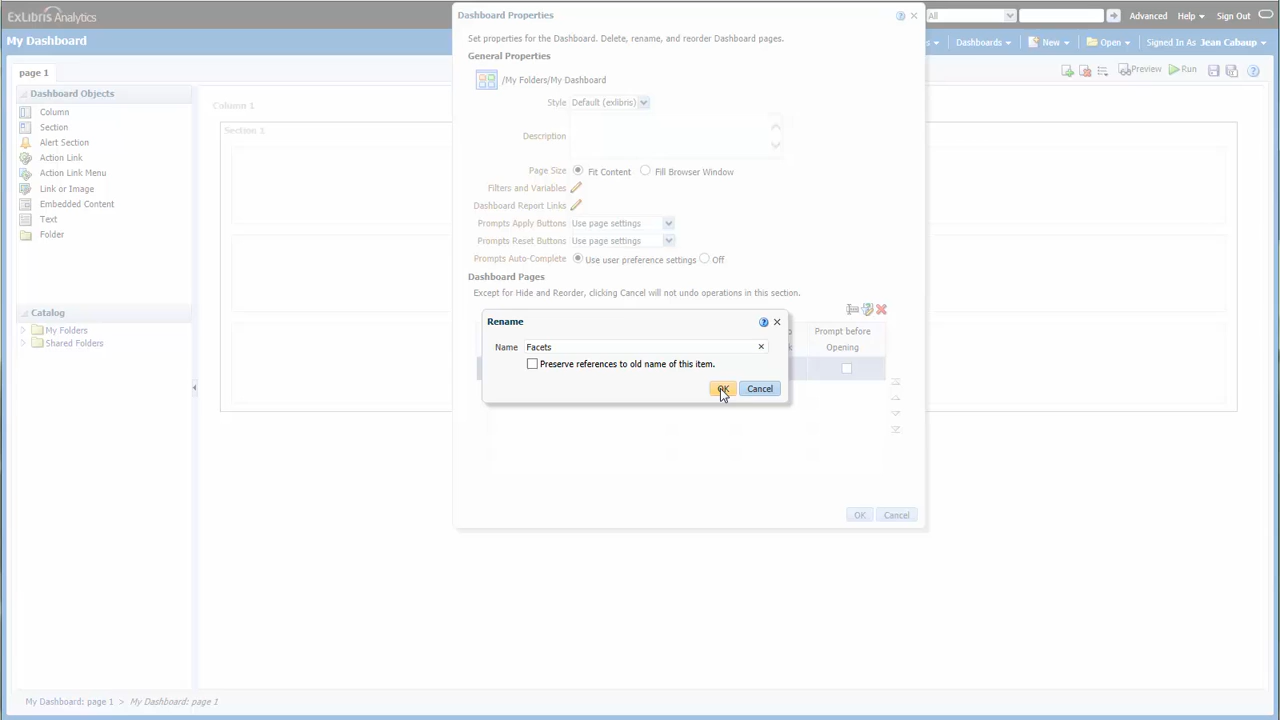 ExLibris Analytics
All
Advanced
Help
Sign Out
My Dashboard
Dashboards
New
Open
Signed In As Jean Cabaup
page 1
Preview
Run
Dashboard Objects
Column
Section
Alert Section
Action Link
Action Link Menu
Link or Image
Embedded Content
Text
Folder
Catalog
My Folders
Shared Folders
Column 1
Section 1
Dashboard Properties
Set properties for the Dashboard. Delete, rename, and reorder Dashboard pages.
General Properties
/My Folders/My Dashboard
Style Default (exlibris)
Description
Page Size Fit Content Fill Browser Window
Filters and Variables
Dashboard Report Links
Prompts Apply Buttons Use page settings
Prompts Reset Buttons Use page settings
Prompts Auto-Complete Use user preference settings Off
Dashboard Pages
Except for Hide and Reorder, clicking Cancel will not undo operations in this section.
Prompt before
Opening
Rename
Name Facets
Preserve references to old name of this item.
OK Cancel
OK Cancel
My Dashboard: page 1 > My Dashboard: page 1